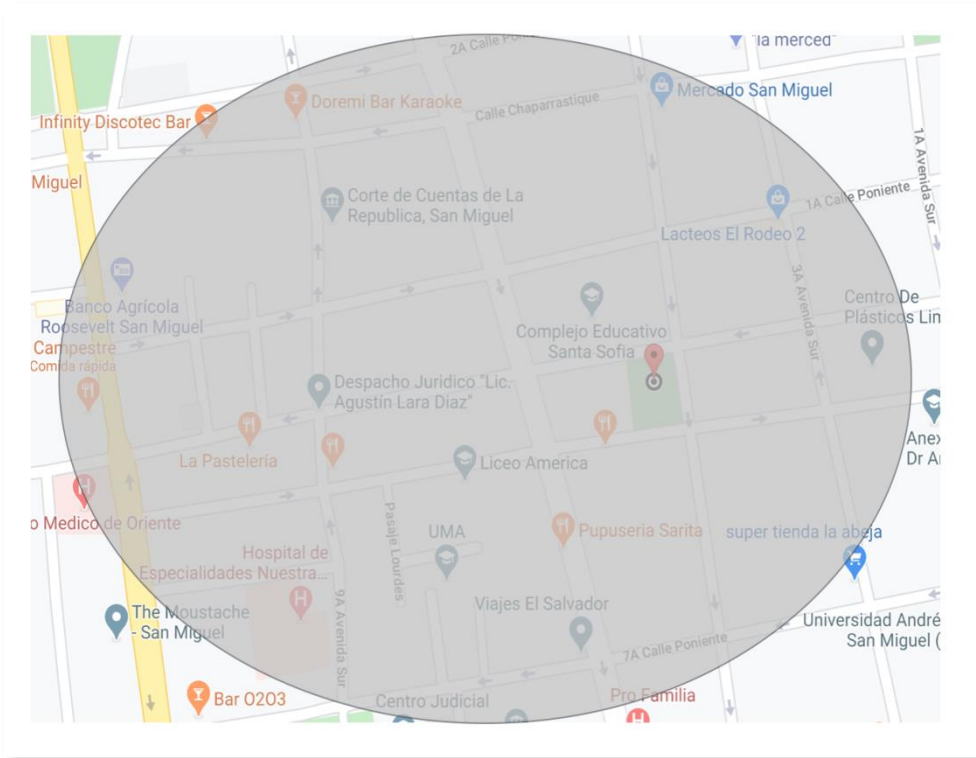 2A Calle Pon
"la merced"
Doremi Bar Karaoke
Mercado San Miguel
Infinity Discotec Bar
Calle Chaparrastique
1A Avenida Sur
Miguel
Corte de Cuentas de La
Republica, San Miguel
1A Calle Poniente
Lacteos El Rodeo 2
3A Avenida Sur
Banco Agrícola
Roosevelt San Miguel
Centro De
Plásticos Lin
Complejo Educativo
Santa Sofia
Campestre
Comida rápida
Despacho Juridico "Lic.
Agustín Lara Diaz"
La Pastelería
Liceo America
Anex
Dr A
o Medico de Oriente
Pasaje Lourdes
UMA
Pupuseria Sarita
super tienda la abeja
Hospital de
Especialidades Nuestra...
9A Avenida Sur
The Moustache
- San Miguel
Viajes El Salvador
Universidad André
San Miguel (
7A Calle Poniente
Bar O2O3
Centro Judicial
Pro Familia